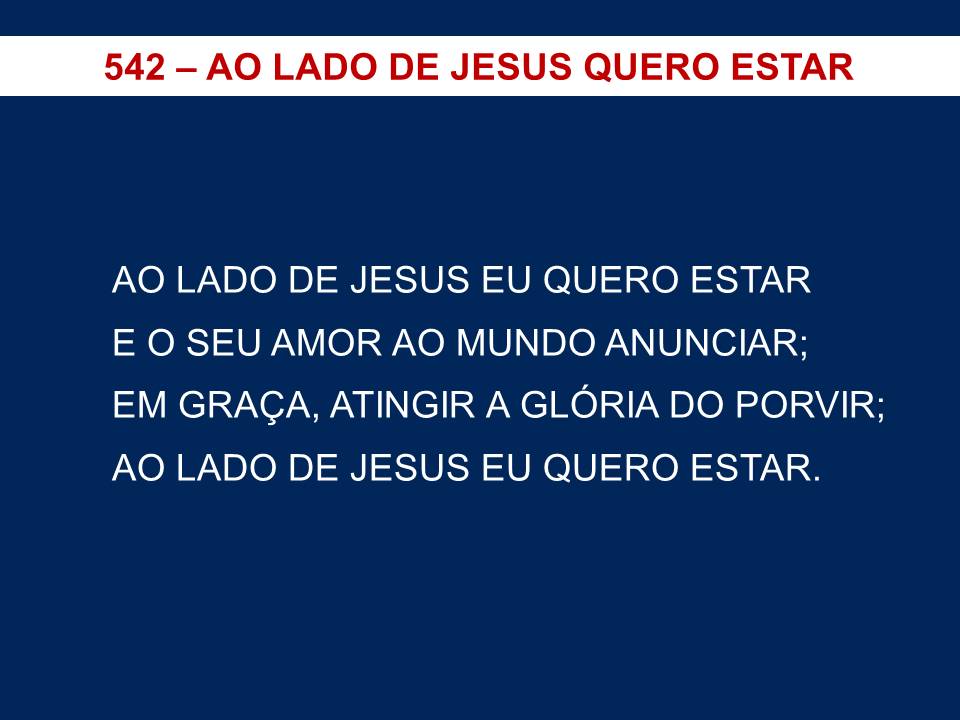 542 – AO LADO DE JESUS QUERO ESTAR
AO LADO DE JESUS EU QUERO ESTAR
E O SEU AMOR AO MUNDO ANUNCIAR;
EM GRAÇA, ATINGIR A GLÓRIA DO PORVIR;
AO LADO DE JESUS EU QUERO ESTAR.